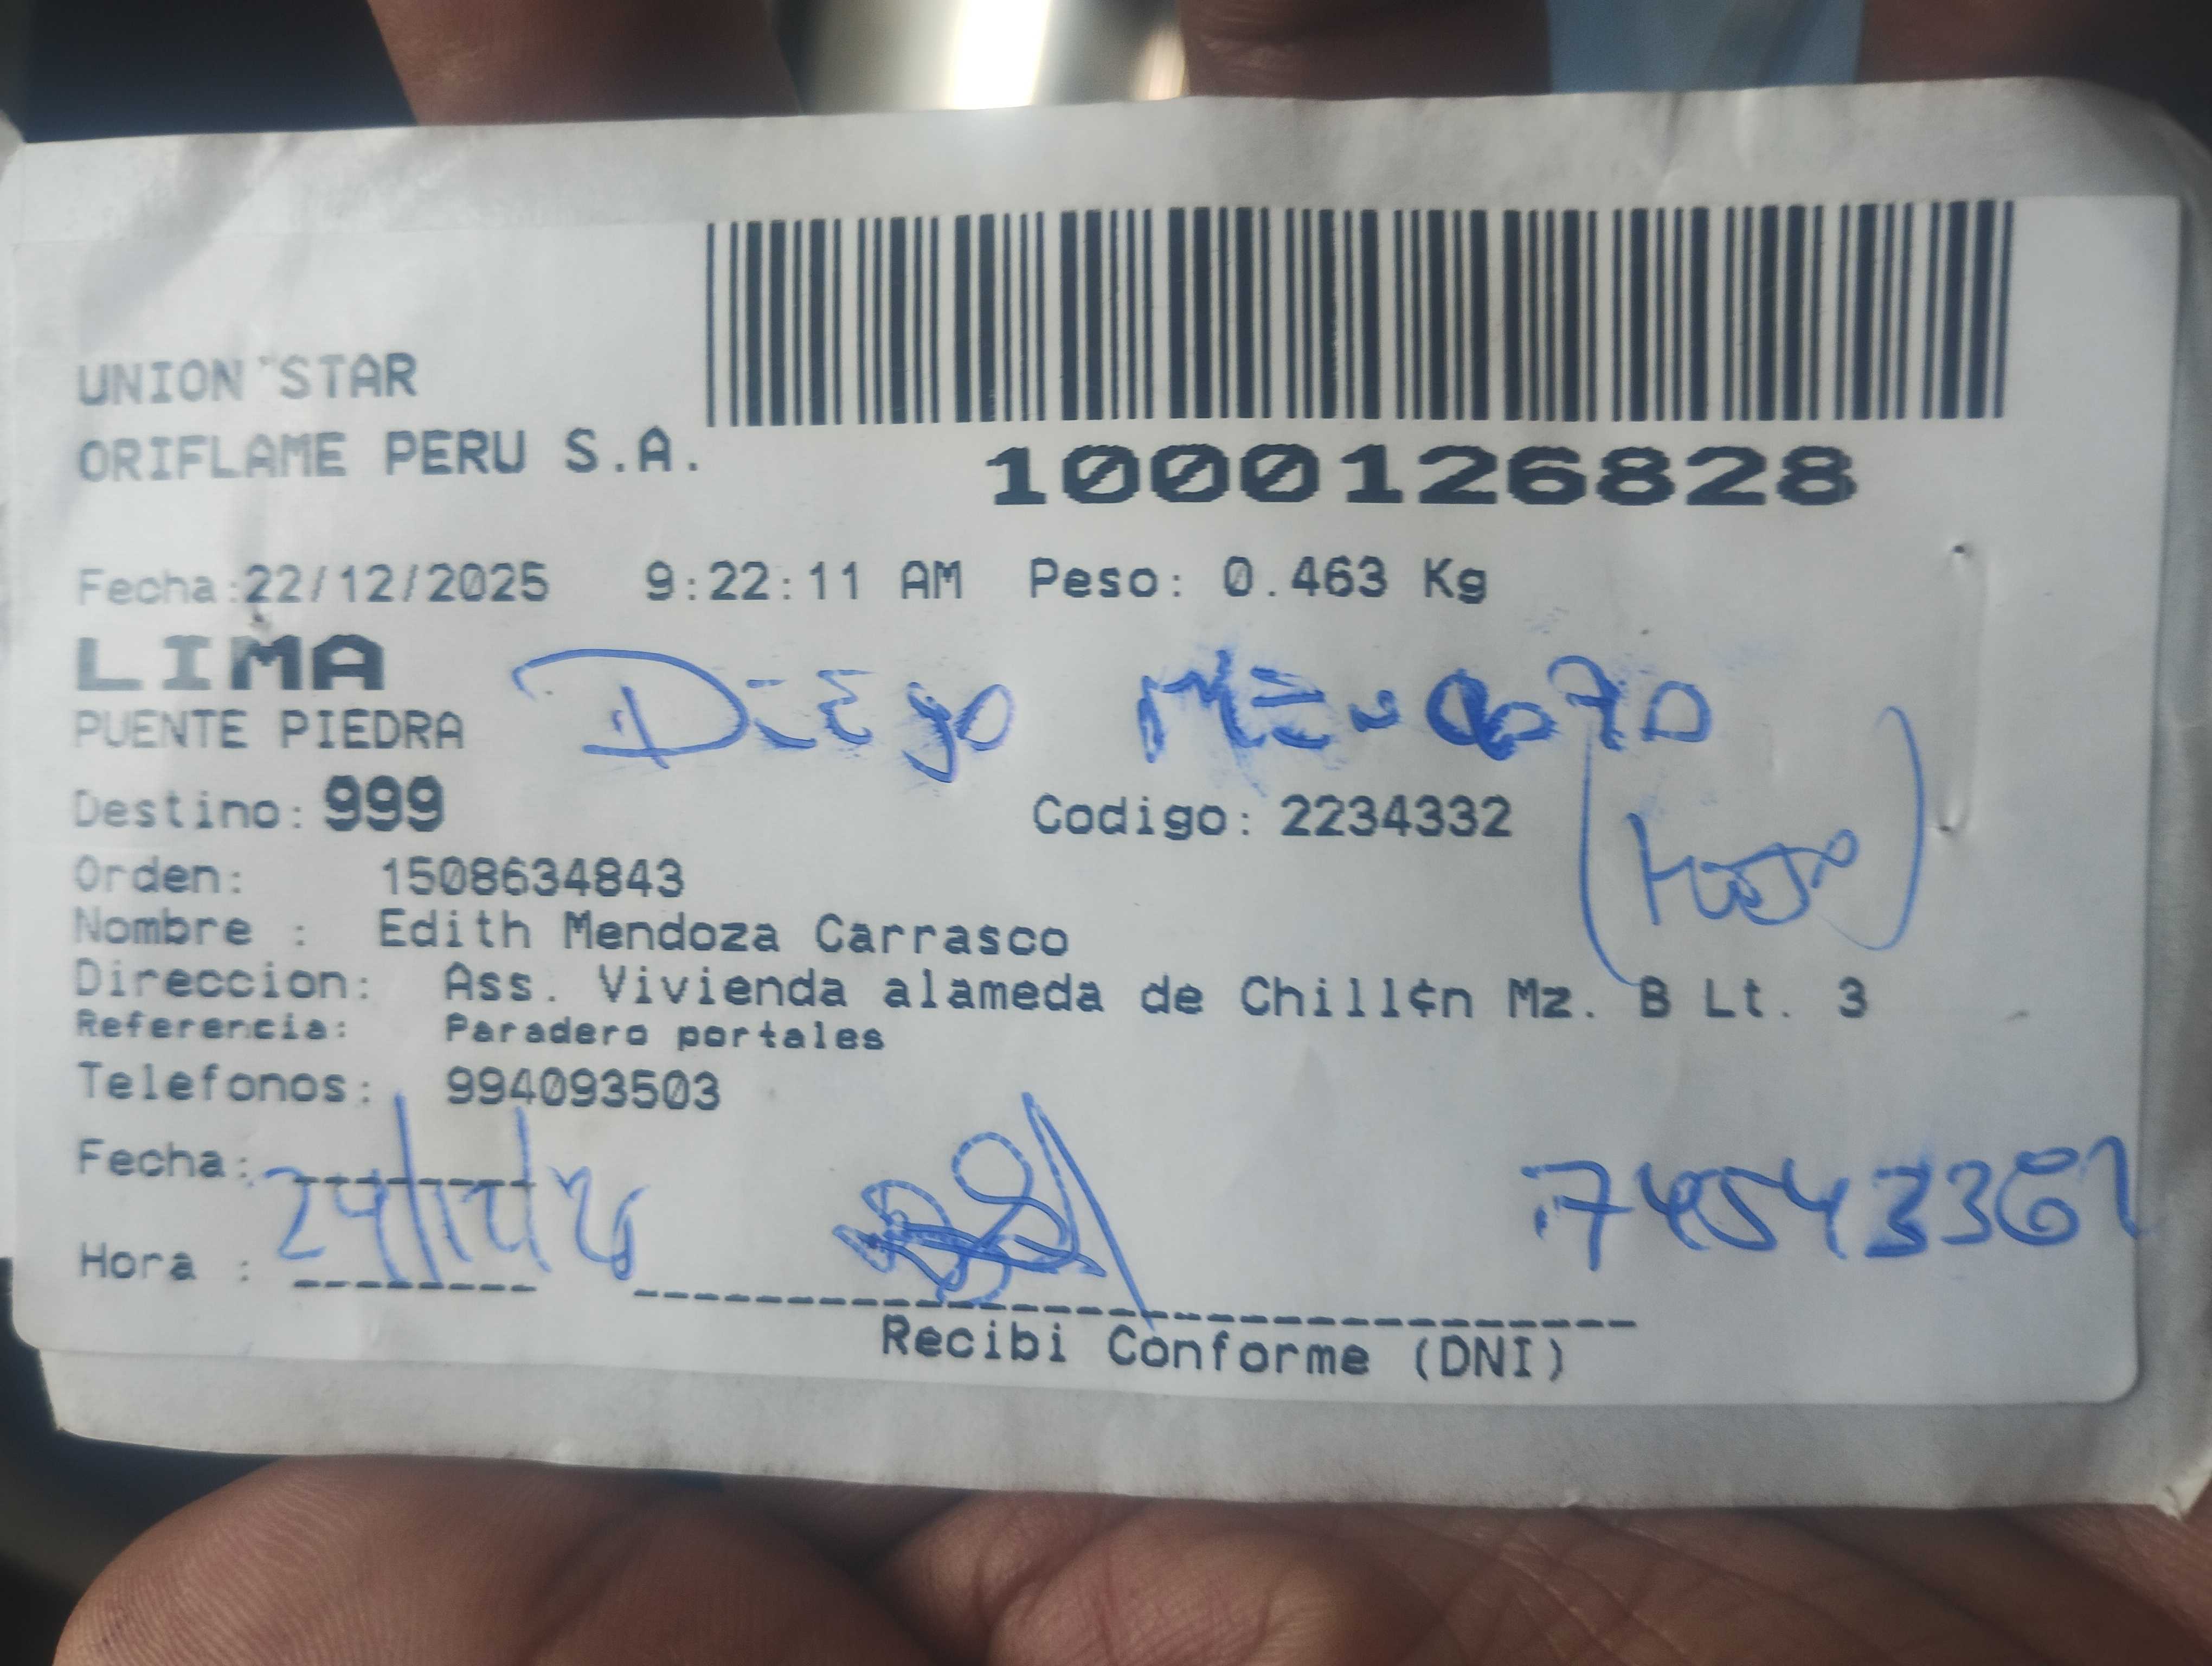 UNION STAR
ORIFLAME PERU S.A.
1000126828
Fecha:22/12/2025 9:22:11 AM Peso: 0.463 Kg
LIMA
PUENTE PIEDRA
Diego
Destino: 999 Codigo: 2234332
Orden: 1508634843
Nombre : Edith Mendoza Carrasco
Direccion: Ass. Vivienda alameda de Chill¢n Mz. B Lt. 3
Referencia: Paradero portales
Telefonos: 994093503
Fecha:
Hora :
Recibi Conforme (DNI)